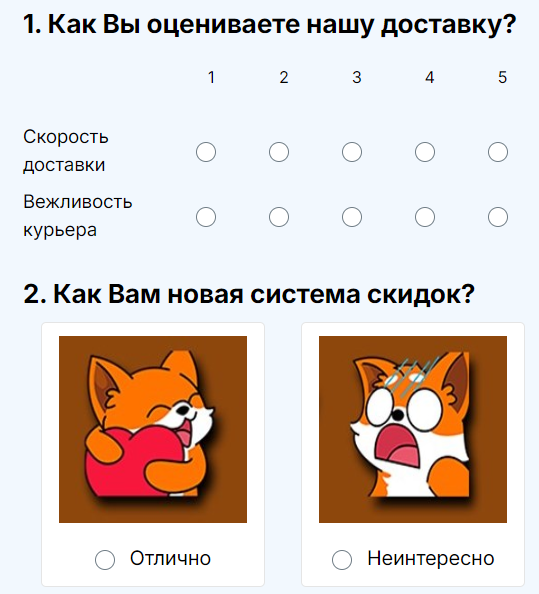 1. Как Вы оцениваете нашу доставку?
1 2 3 4 5
Скорость
доставки
Вежливость
курьера
2. Как Вам новая система скидок?
Отлично
Неинтересно